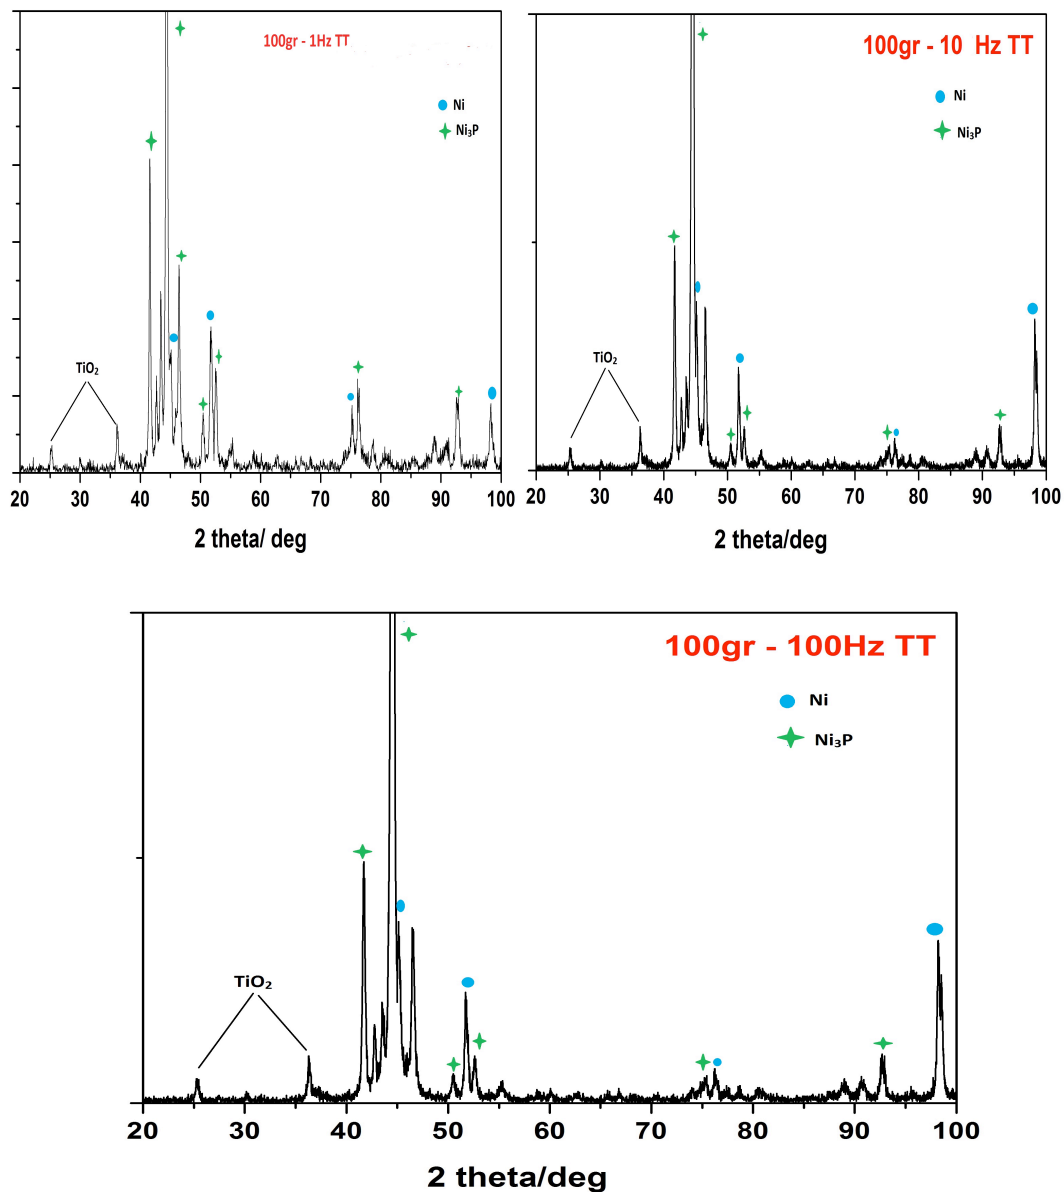 100gr - 1Hz TT
Ni
Ni₃P
TiO₂
20 30 40 50 60 70 80 90 100
2 theta/ deg
100gr - 10 Hz TT
Ni
Ni₃P
TiO₂
20 30 40 50 60 70 80 90 100
2 theta/deg
100gr - 100Hz TT
Ni
Ni₃P
TiO₂
20 30 40 50 60 70 80 90 100
2 theta/deg